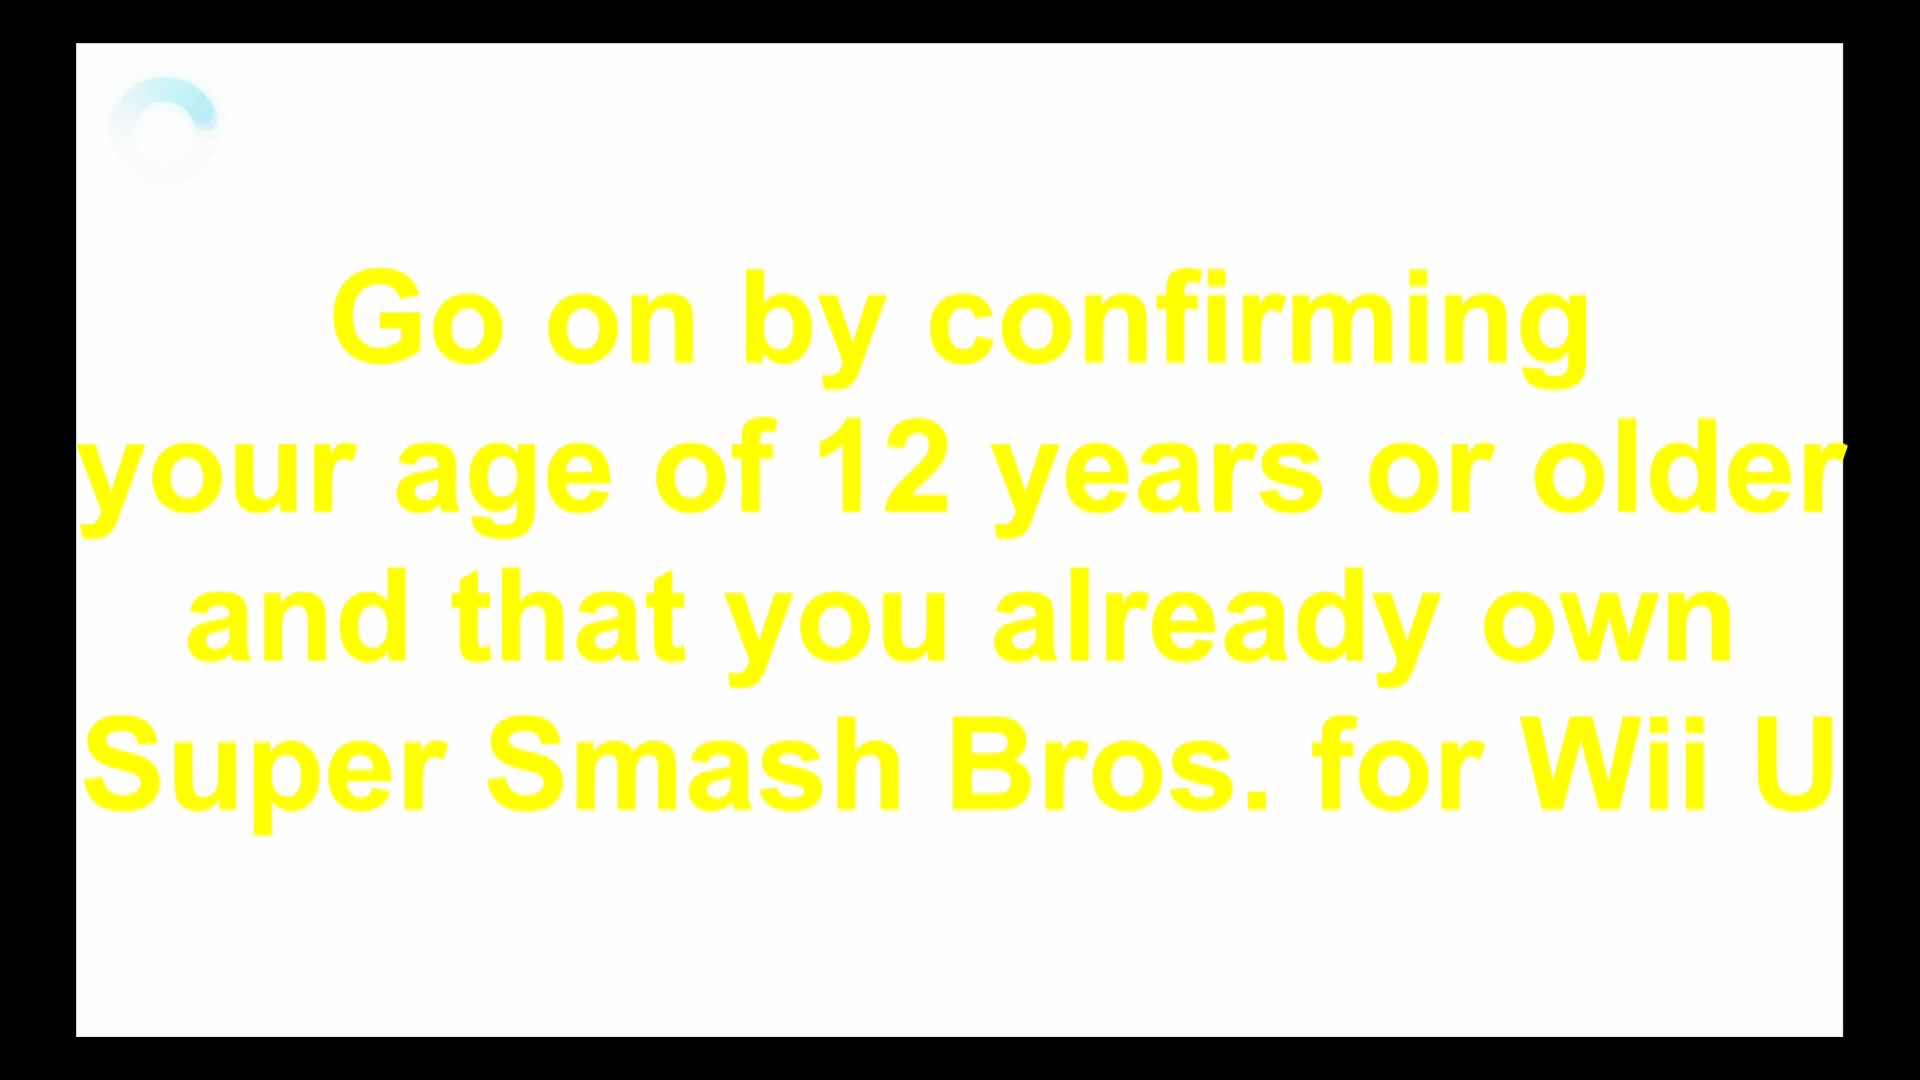 Go on by confirming
your age of 12 years or older
and that you already own
Super Smash Bros. for Wii U